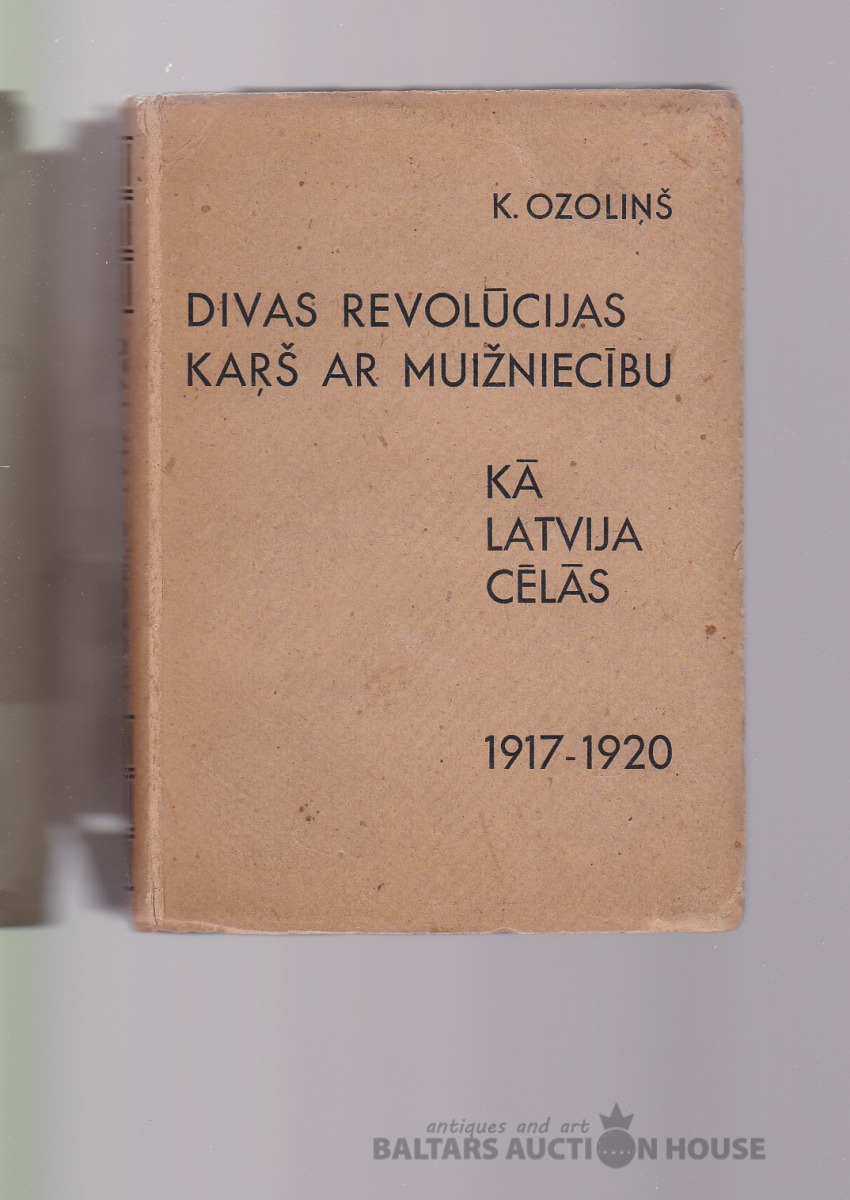 K. OZOLIŅŠ
DIVAS REVOLŪCIJAS
KAŖŠ AR MUIŽNIECĪBU
KĀ
LATVIJA
CĒLĀS
1917-1920
antiques and art
BALTARS AUCTION HOUSE